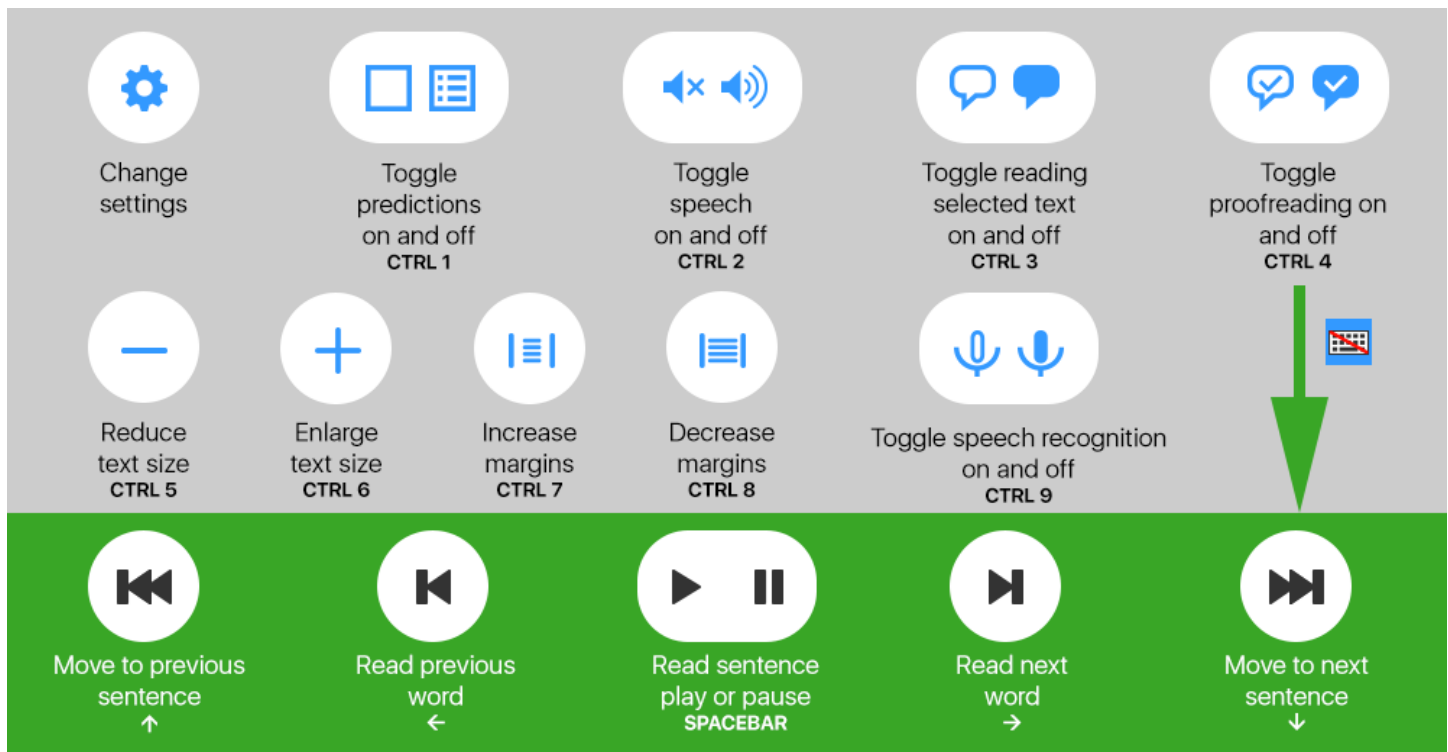 Change
settings
Toggle
predictions
on and off
CTRL 1
Toggle
speech
on and off
CTRL 2
Toggle reading
selected text
on and off
CTRL 3
Toggle
proofreading on
and off
CTRL 4
Reduce
text size
CTRL 5
Enlarge
text size
CTRL 6
Increase
margins
CTRL 7
Decrease
margins
CTRL 8
Toggle speech recognition
on and off
CTRL 9
Move to previous
sentence
↑
Read previous
word
←
Read sentence
play or pause
SPACEBAR
Read next
word
→
Move to next
sentence
↓